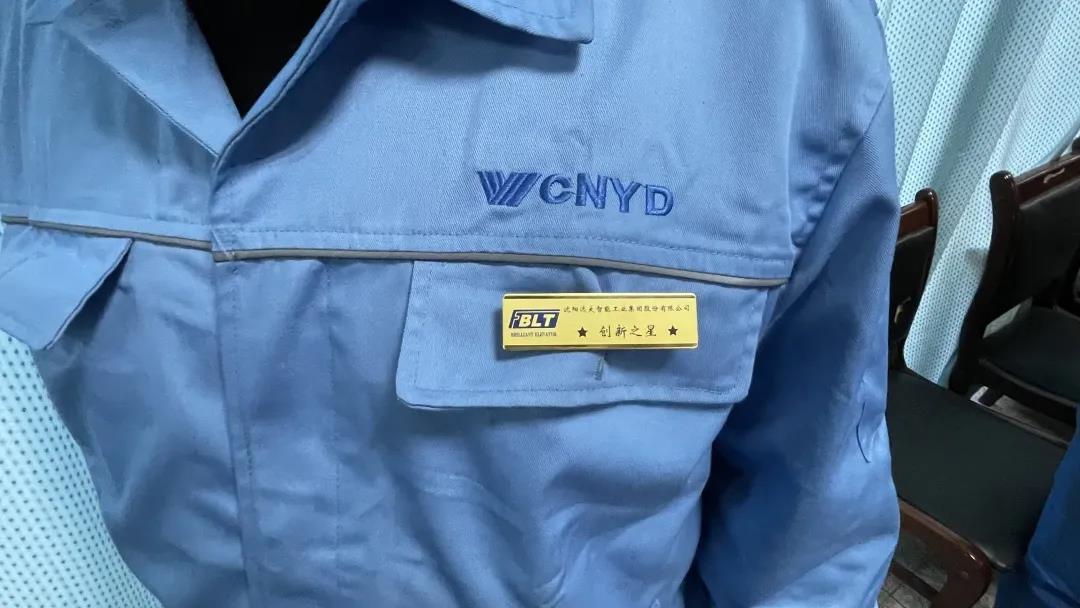 CNYD
BLT
沈阳远大智能工业集团股份有限公司
BRILLIANT ELEVATOR
★ 创新之星 ★